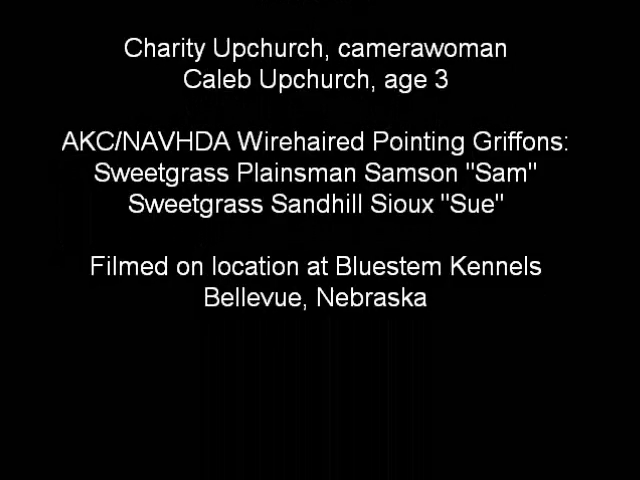 Charity Upchurch, camerawoman
Caleb Upchurch, age 3
AKC/NAVHDA Wirehaired Pointing Griffons:
Sweetgrass Plainsman Samson "Sam"
Sweetgrass Sandhill Sioux "Sue"
Filmed on location at Bluestem Kennels
Bellevue, Nebraska